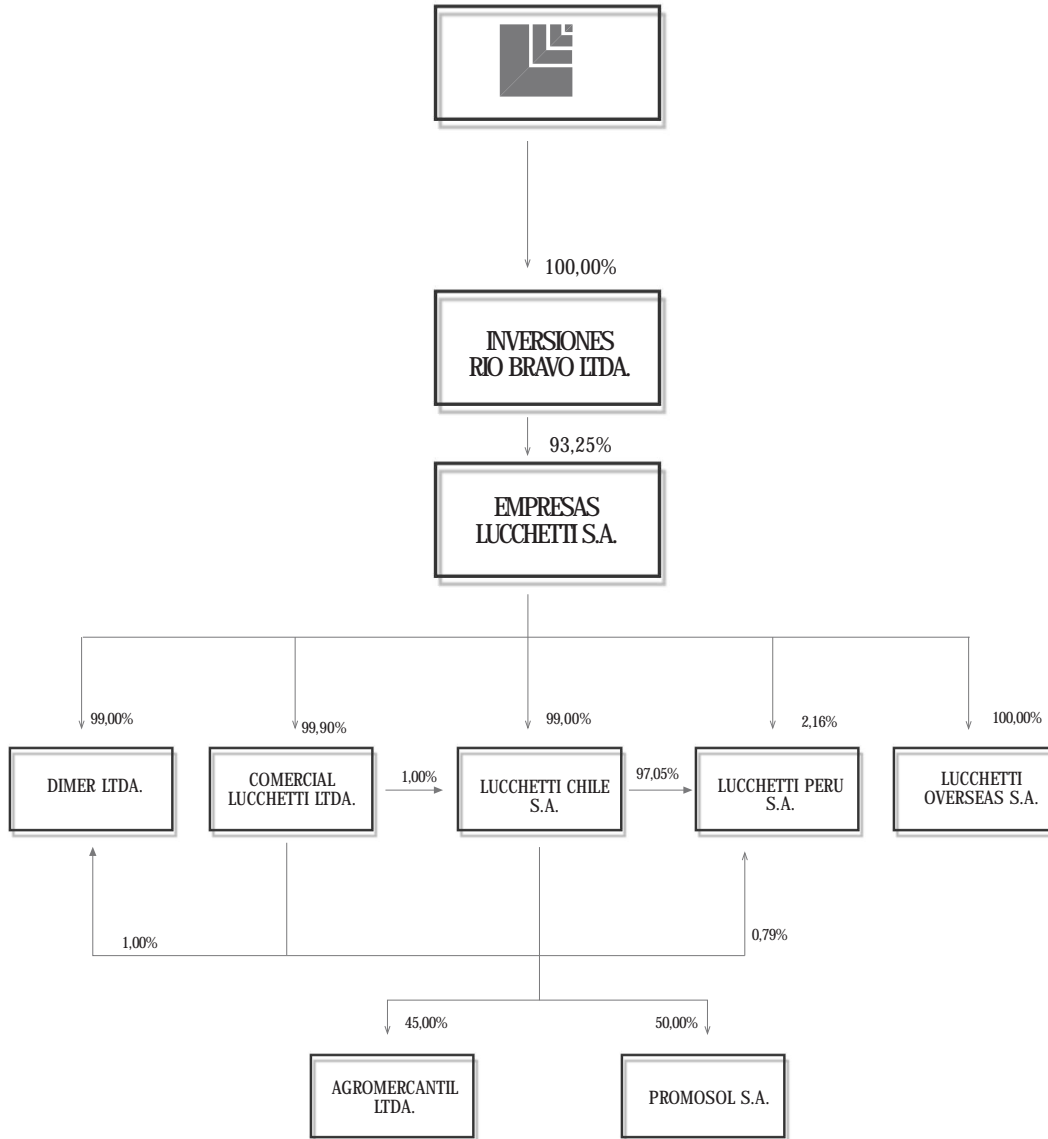 100,00%
INVERSIONES
RIO BRAVO LTDA.
93,25%
EMPRESAS
LUCCHETTI S.A.
99,00%
99,90%
99,00%
2,16%
100,00%
DIMER LTDA.
COMERCIAL
LUCCHETTI LTDA.
1,00%
LUCCHETTI CHILE
S.A.
97,05%
LUCCHETTI PERU
S.A.
LUCCHETTI
OVERSEAS S.A.
1,00%
0,79%
45,00%
50,00%
AGROMERCANTIL
LTDA.
PROMOSOL S.A.